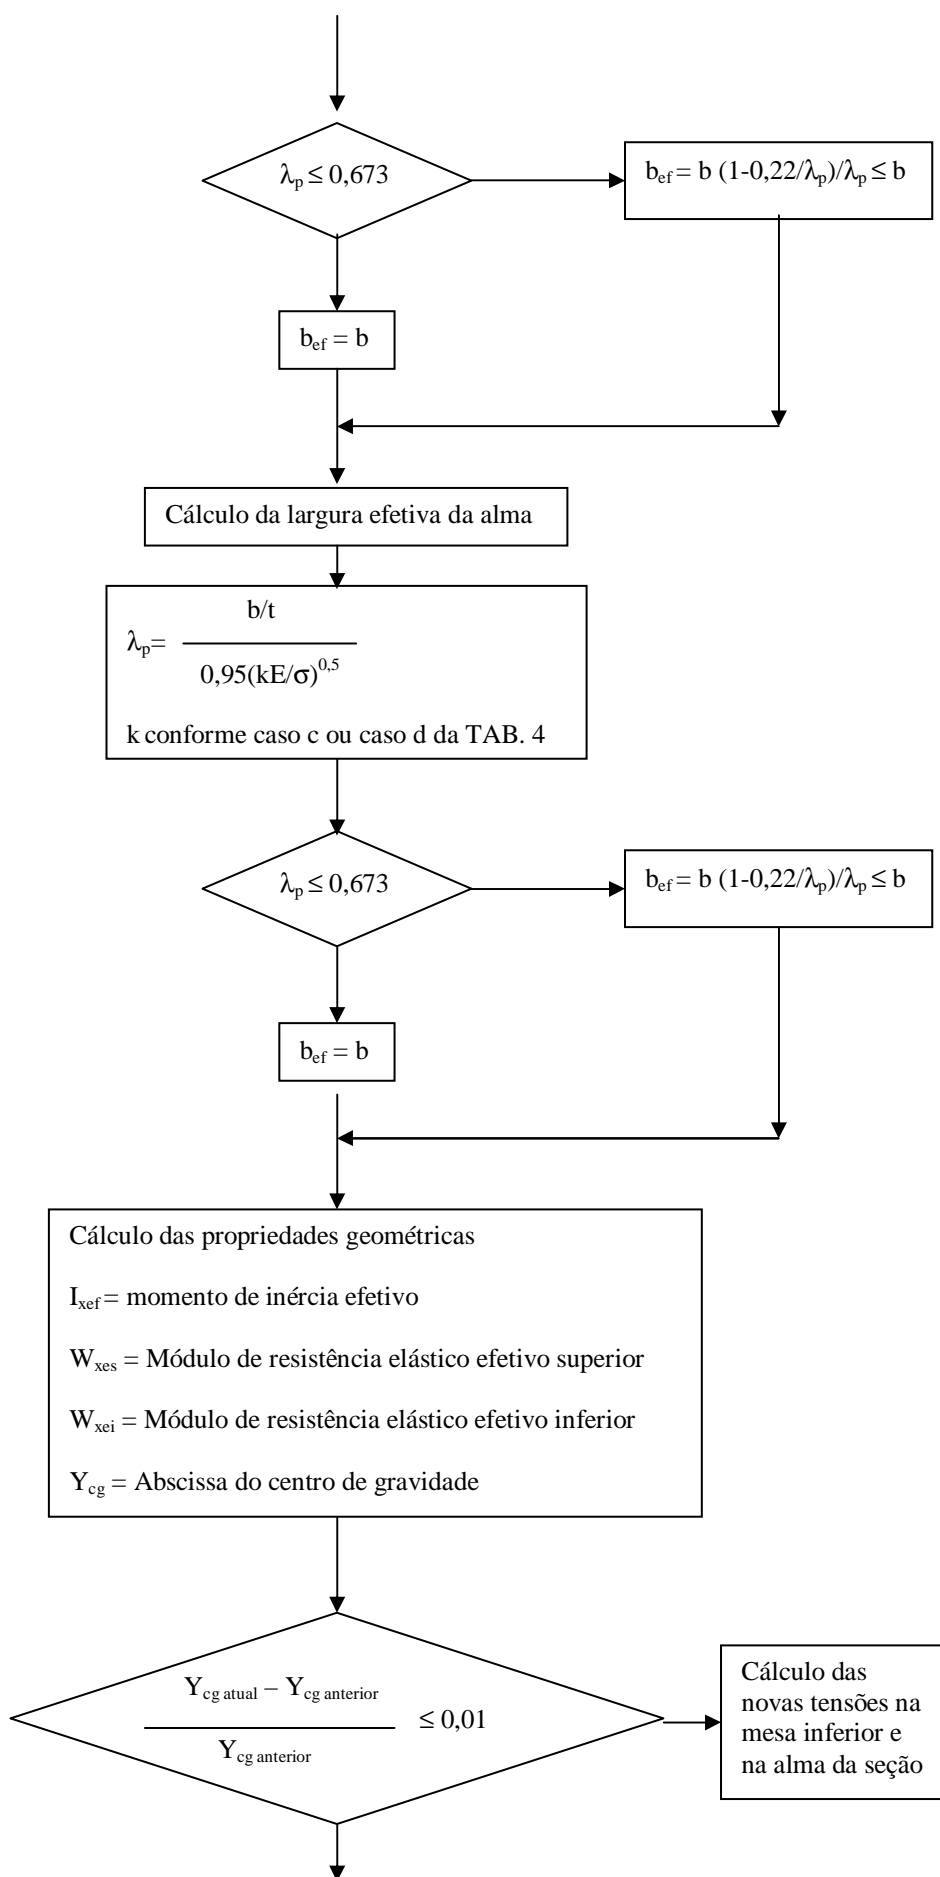 λp ≤ 0,673
bef = b (1-0,22/λp)/λp ≤ b
bef = b
Cálculo da largura efetiva da alma
b/t
λp=
0,95(kE/σ)0,5
k conforme caso c ou caso d da TAB. 4
λp ≤ 0,673
bef = b (1-0,22/λp)/λp ≤ b
bef = b
Cálculo das propriedades geométricas
Ixef = momento de inércia efetivo
Wxes = Módulo de resistência elástico efetivo superior
Wxei = Módulo de resistência elástico efetivo inferior
Ycg = Abscissa do centro de gravidade
Ycg atual – Ycg anterior
≤ 0,01
Ycg anterior
Cálculo das
novas tensões na
mesa inferior e
na alma da seção